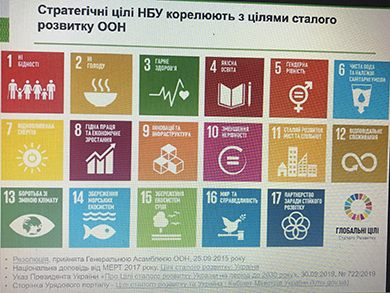 Стратегічні цілі НБУ корелюють з цілями сталого
розвитку ООН
1 НІ
БІДНОСТІ
2 НІ
ГОЛОДУ
3 ГАРНЕ
ЗДОРОВ'Я
4 ЯКІСНА
ОСВІТА
5 ГЕНДЕРНА
РІВНІСТЬ
6 ЧИСТА ВОДА
ТА НАЛЕЖНІ
САНІТАРНІ УМОВИ
7 ВІДНОВЛЮВАНА
ЕНЕРГІЯ
8 ГІДНА ПРАЦЯ
ТА ЕКОНОМІЧНЕ
ЗРОСТАННЯ
9 ІННОВАЦІЇ ТА
ІНФРАСТРУКТУРА
10 ЗМЕНШЕННЯ
НЕРІВНОСТІ
11 СТАЛИЙ РОЗВИТОК
МІСТ ТА СПІЛЬНОТ
12 ВІДПОВІДАЛЬНЕ
СПОЖИВАННЯ
13 БОРОТЬБА ЗІ
ЗМІНОЮ КЛІМАТУ
14 ЗБЕРЕЖЕННЯ
МОРСЬКИХ
ЕКОСИСТЕМ
15 ЗБЕРЕЖЕННЯ
ЕКОСИСТЕМ
СУШІ
16 МИР ТА
СПРАВЕДЛИВІСТЬ
17 ПАРТНЕРСТВО
ЗАРАДИ СТІЙКОГО
РОЗВИТКУ
ГЛОБАЛЬНІ ЦІЛІ
Сталого Розвитку
Резолюція, прийнята Генеральною Асамблеєю ООН, 25.09.2015 року
Національна доповідь від МЕРТ 2017 року, Цілі сталого розвитку: Україна
Указ Президента України «Про Цілі сталого розвитку України на період до 2030 року», 30.09.2019, № 722/2019
Сторінка Урядового порталу - Цілі сталого розвитку та Україна